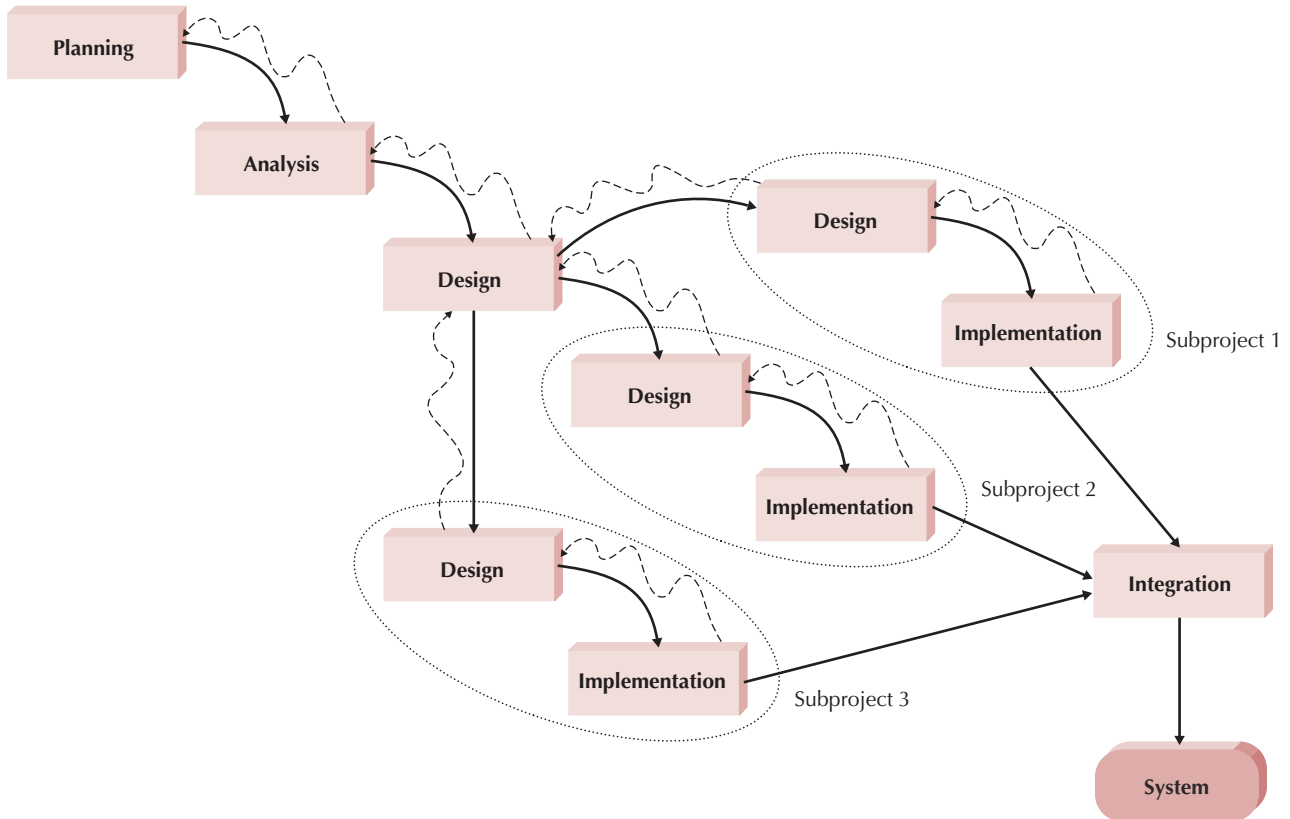 Planning
Analysis
Design
Design
Implementation
Subproject 1
Design
Implementation
Subproject 2
Design
Implementation
Subproject 3
Integration
System